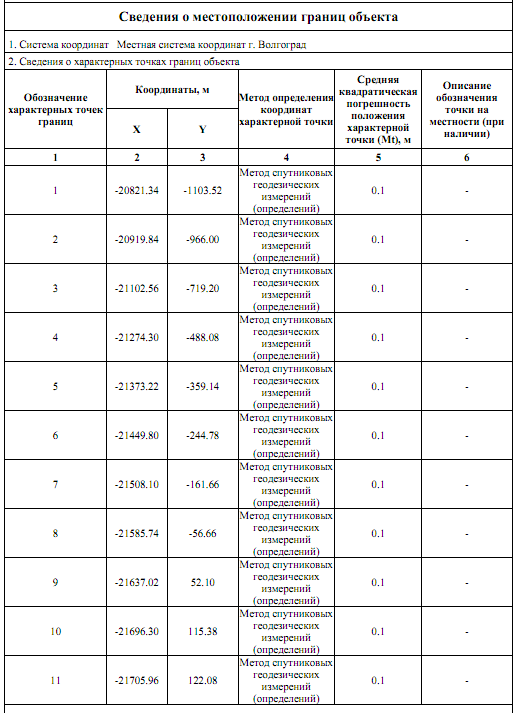 Сведения о местоположении границ объекта
1. Система координат Местная система координат г. Волгоград
2. Сведения о характерных точках границ объекта
Обозначение характерных точек границ
Координаты, м
Метод определения координат характерной точки
Средняя квадратическая погрешность положения характерной точки (Mt), м
Описание обозначения точки на местности (при наличии)
X Y
1 2 3 4 5 6
1 -20821.34 -1103.52 Метод спутниковых геодезических измерений (определений) 0.1 -
2 -20919.84 -966.00 Метод спутниковых геодезических измерений (определений) 0.1 -
3 -21102.56 -719.20 Метод спутниковых геодезических измерений (определений) 0.1 -
4 -21274.30 -488.08 Метод спутниковых геодезических измерений (определений) 0.1 -
5 -21373.22 -359.14 Метод спутниковых геодезических измерений (определений) 0.1 -
6 -21449.80 -244.78 Метод спутниковых геодезических измерений (определений) 0.1 -
7 -21508.10 -161.66 Метод спутниковых геодезических измерений (определений) 0.1 -
8 -21585.74 -56.66 Метод спутниковых геодезических измерений (определений) 0.1 -
9 -21637.02 52.10 Метод спутниковых геодезических измерений (определений) 0.1 -
10 -21696.30 115.38 Метод спутниковых геодезических измерений (определений) 0.1 -
11 -21705.96 122.08 Метод спутниковых геодезических измерений (определений) 0.1 -